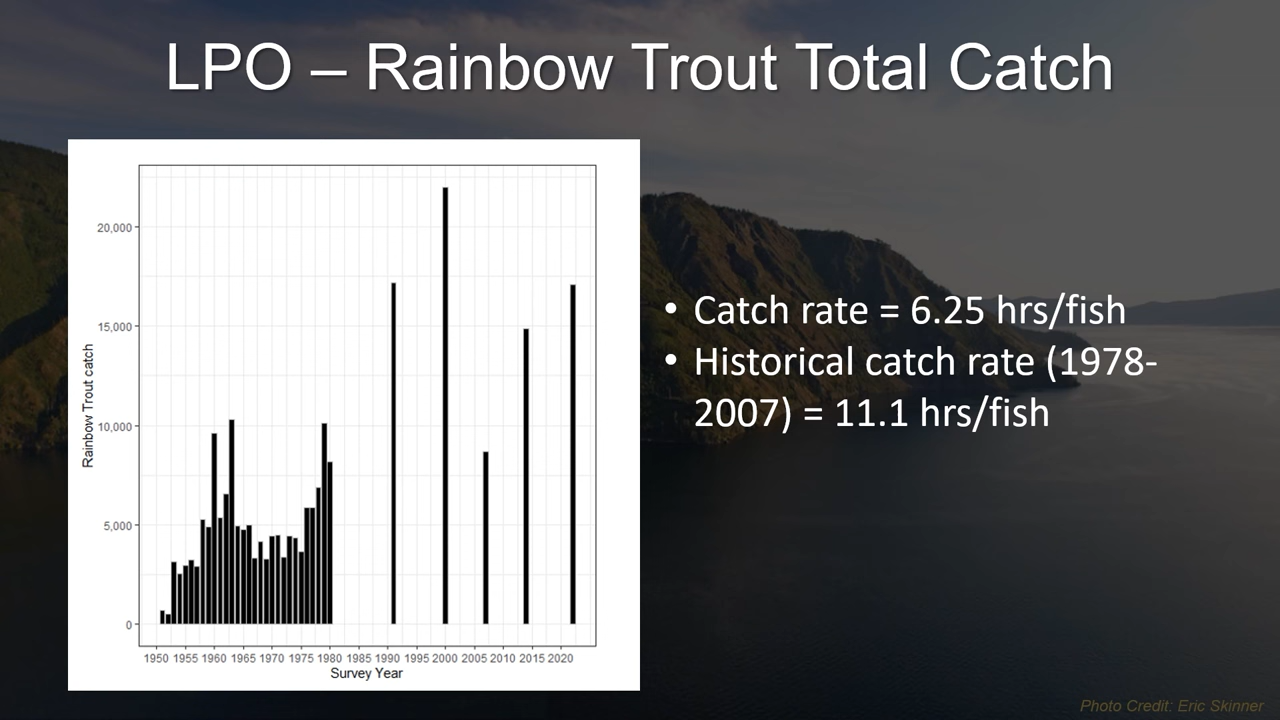 LPO – Rainbow Trout Total Catch
20,000
15,000
10,000
5,000
0
Rainbow Trout catch
1950 1955 1960 1965 1970 1975 1980 1985 1990 1995 2000 2005 2010 2015 2020
Survey Year
• Catch rate = 6.25 hrs/fish
• Historical catch rate (1978-
2007) = 11.1 hrs/fish
Photo Credit: Eric Skinner